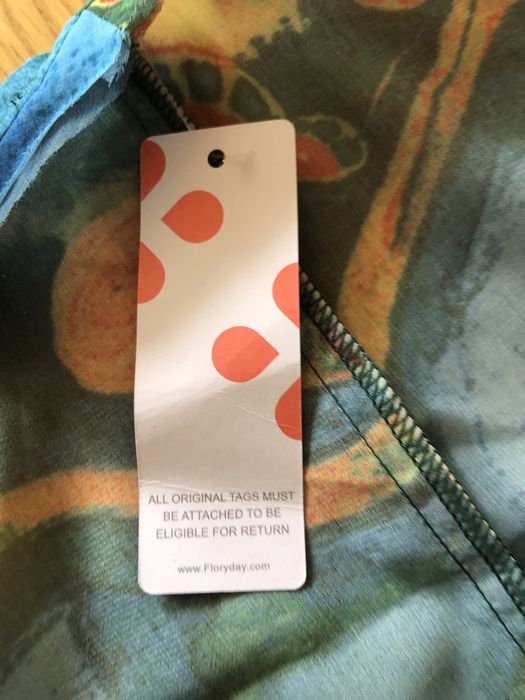 ALL ORIGINAL TAGS MUST
BE ATTACHED TO BE
ELIGIBLE FOR RETURN
www.Floryday.com